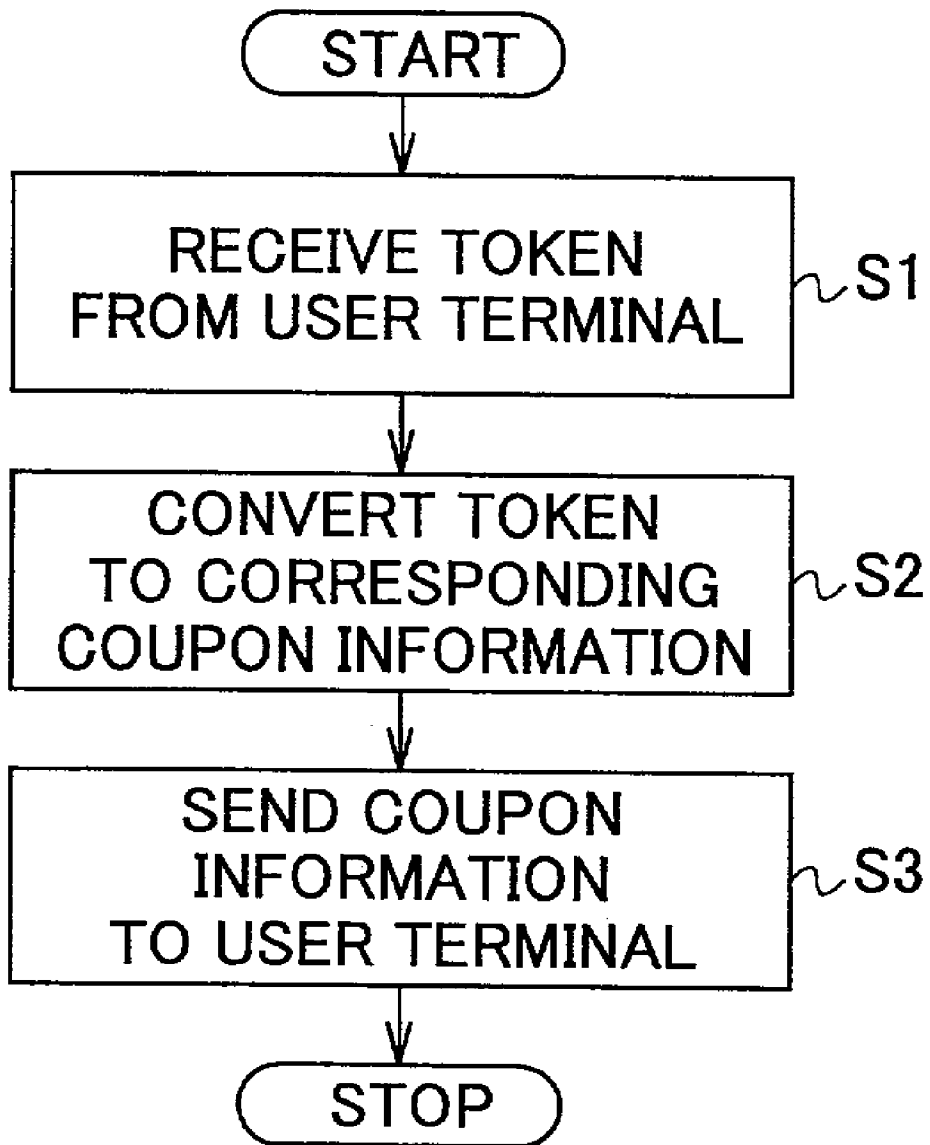 START
RECEIVE TOKEN
FROM USER TERMINAL
S1
CONVERT TOKEN
TO CORRESPONDING
COUPON INFORMATION
S2
SEND COUPON
INFORMATION
TO USER TERMINAL
S3
STOP